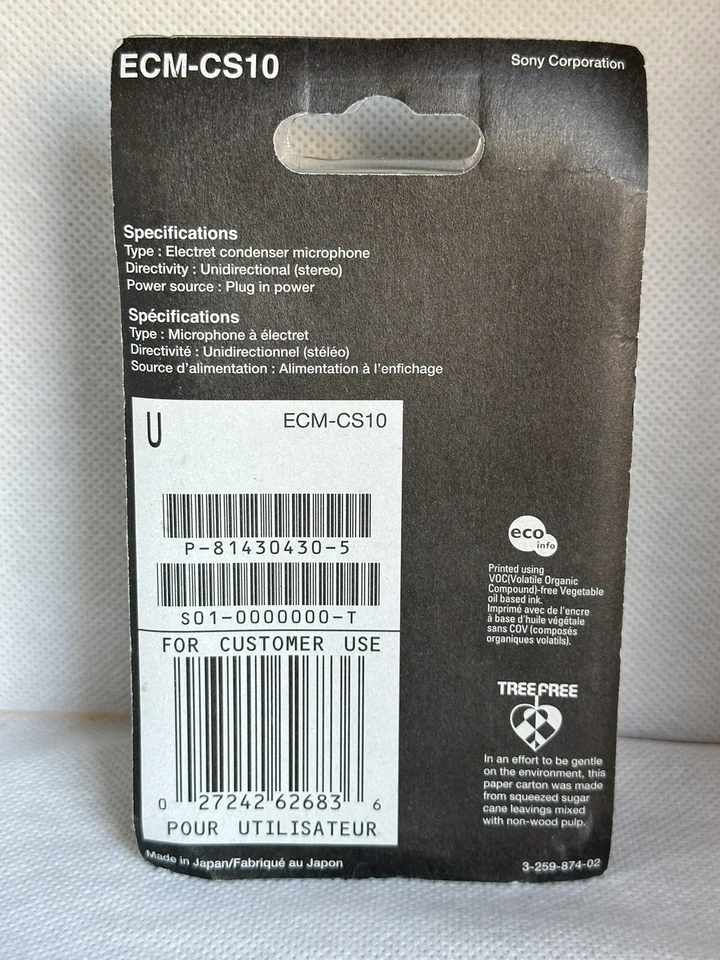 ECM-CS10
Sony Corporation
Specifications
Type : Electret condenser microphone
Directivity : Unidirectional (stereo)
Power source : Plug in power
Spécifications
Type : Microphone à électret
Directivité : Unidirectionnel (stéléo)
Source d'alimentation : Alimentation à l'enfichage
U
ECM-CS10
P-81430430-5
S01-0000000-T
FOR CUSTOMER USE
0 27242 62683 6
POUR UTILISATEUR
Made in Japan/Fabriqué au Japon
eco
info
Printed using
VOC(Volatile Organic
Compound)-free Vegetable
oil based ink.
Imprimé avec de l'encre
à base d'huile végétale
sans COV (composés
organiques volatils).
TREE FREE
In an effort to be gentle
on the environment, this
paper carton was made
from squeezed sugar
cane leavings mixed
with non-wood pulp.
3-259-874-02